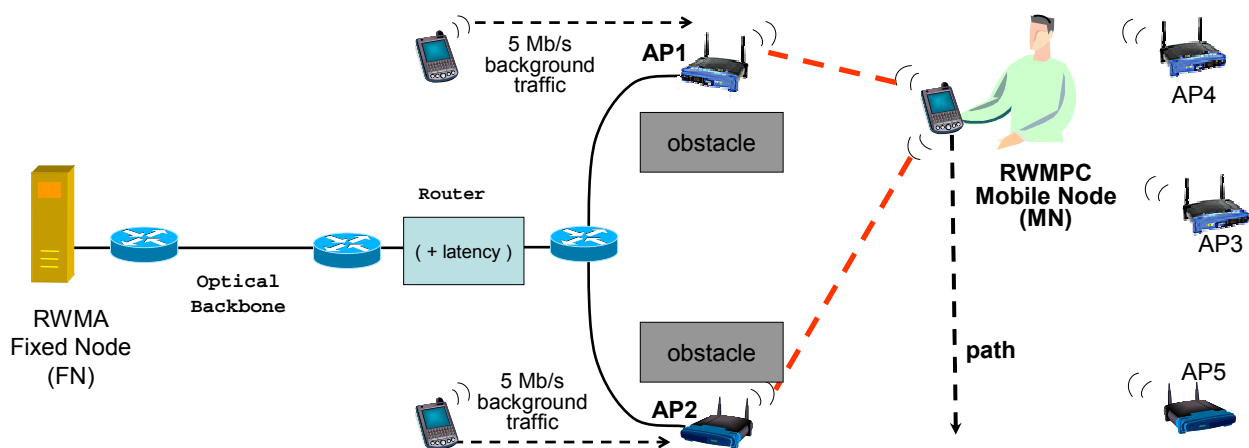 5 Mb/s
background
traffic
AP1
AP4
obstacle
RWMPC
Mobile Node
(MN)
Router
( + latency )
AP3
Optical
Backbone
RWMA
Fixed Node
(FN)
obstacle
path
5 Mb/s
background
traffic
AP2
AP5